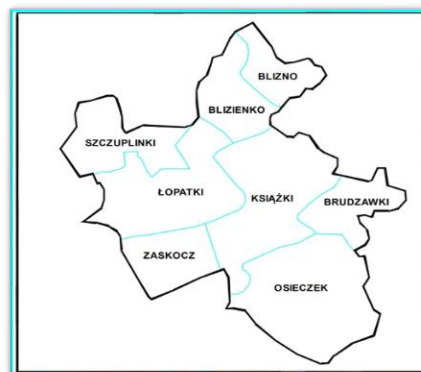 BLIZNO
BLIZIENKO
SZCZUPLINKI
ŁOPATKI
KSIĄŻKI
BRUDZAWKI
ZASKOCZ
OSIECZEK